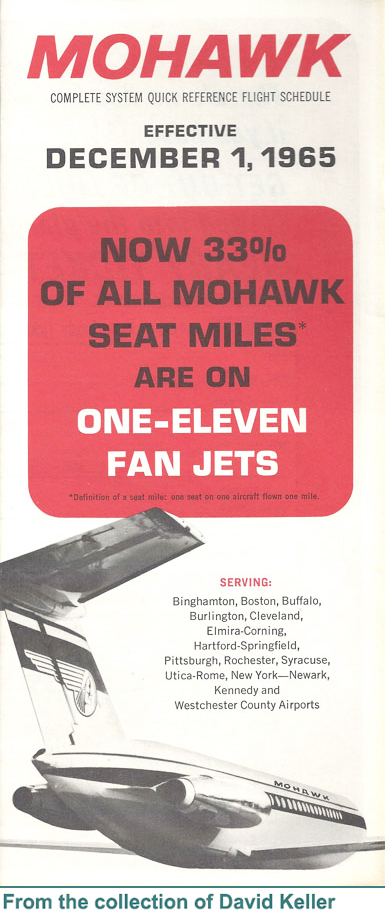 MOHAWK
COMPLETE SYSTEM QUICK REFERENCE FLIGHT SCHEDULE
EFFECTIVE
DECEMBER 1, 1965
NOW 33%
OF ALL MOHAWK
SEAT MILES*
ARE ON
ONE-ELEVEN
FAN JETS
*Definition of a seat mile: one seat on one aircraft flown one mile.
SERVING:
Binghamton, Boston, Buffalo,
Burlington, Cleveland,
Elmira-Corning,
Hartford-Springfield,
Pittsburgh, Rochester, Syracuse,
Utica-Rome, New York—Newark,
Kennedy and
Westchester County Airports
MOHAWK
From the collection of David Keller